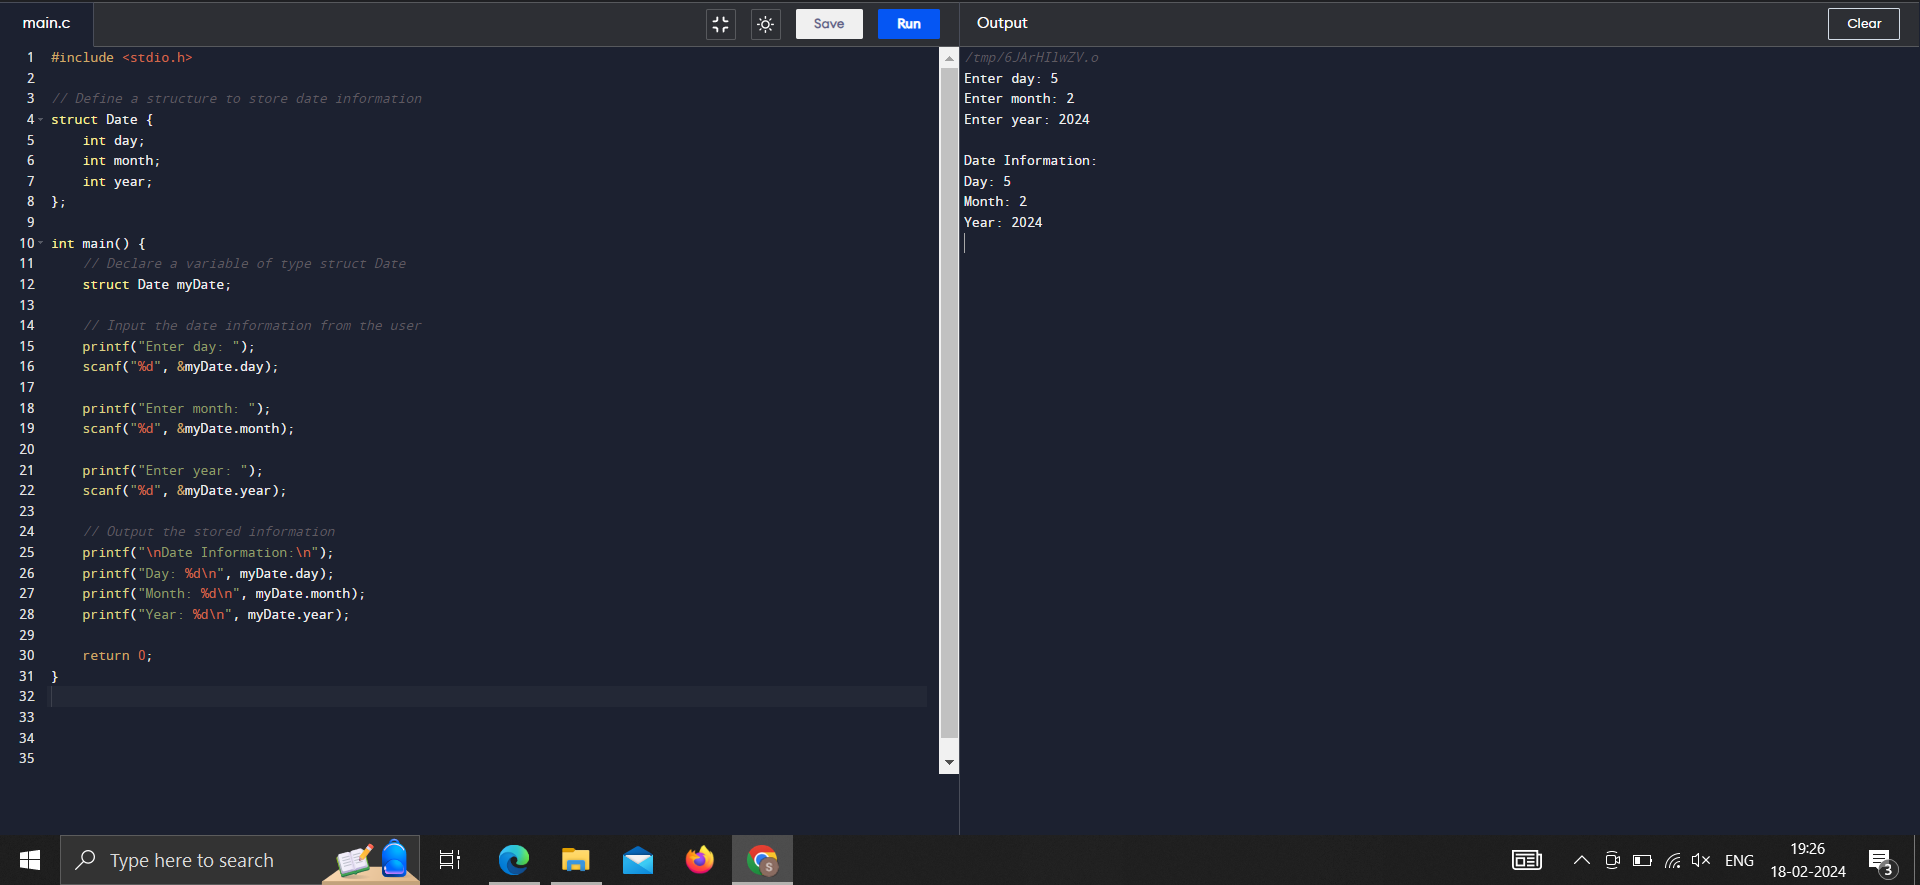 main.c
Save
Run
Output
Clear
1 #include <stdio.h>
2
3 // Define a structure to store date information
4 struct Date {
5     int day;
6     int month;
7     int year;
8 };
9
10 int main() {
11     // Declare a variable of type struct Date
12     struct Date myDate;
13
14     // Input the date information from the user
15     printf("Enter day: ");
16     scanf("%d", &myDate.day);
17
18     printf("Enter month: ");
19     scanf("%d", &myDate.month);
20
21     printf("Enter year: ");
22     scanf("%d", &myDate.year);
23
24     // Output the stored information
25     printf("\nDate Information:\n");
26     printf("Day: %d\n", myDate.day);
27     printf("Month: %d\n", myDate.month);
28     printf("Year: %d\n", myDate.year);
29
30     return 0;
31 }
32
33
34
35
/tmp/6JArHIlwZV.o
Enter day: 5
Enter month: 2
Enter year: 2024
Date Information:
Day: 5
Month: 2
Year: 2024
Type here to search
S
ENG
19:26
18-02-2024
3